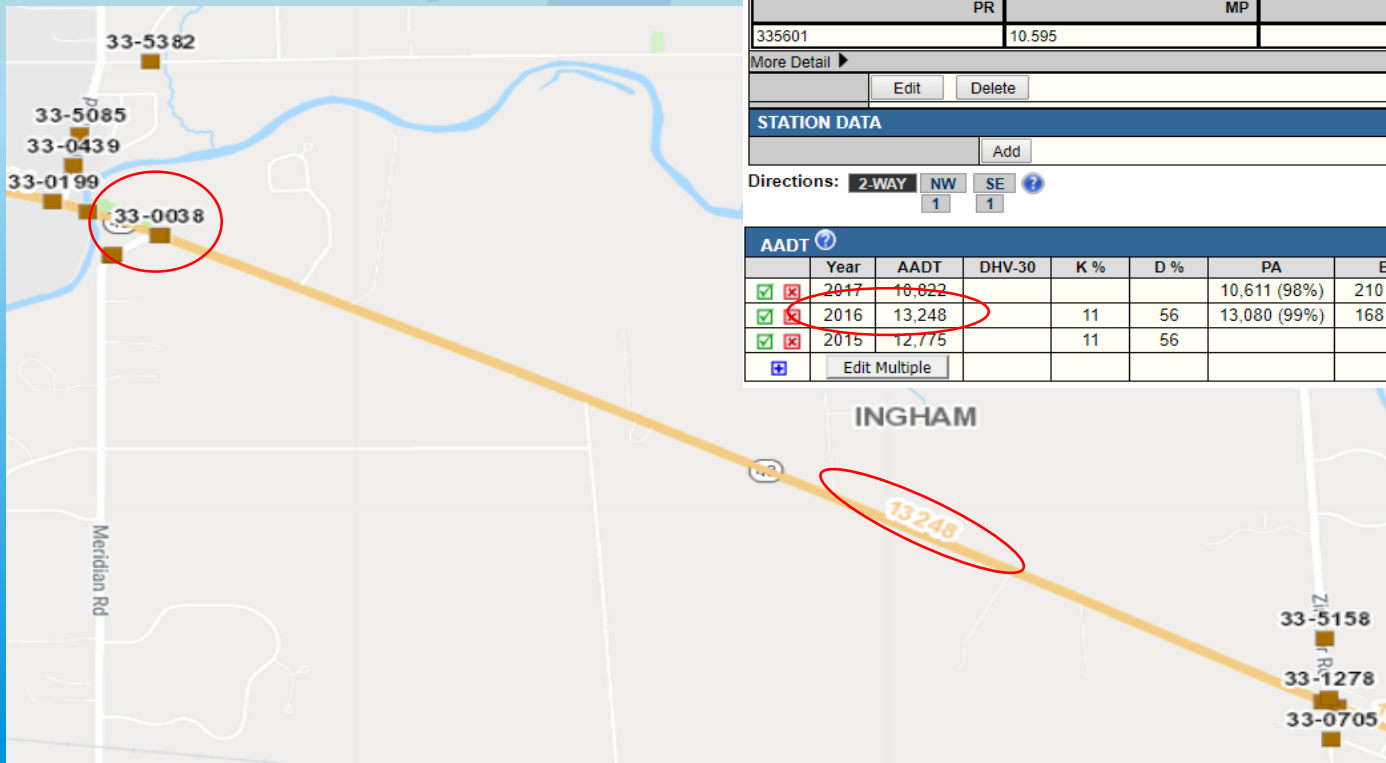 33-5382
33-5085
33-0439
33-0199
33-0038
INGHAM
13248
Meridian Rd
33-5158
33-1278
33-0705
PR MP
335601 10.595
More Detail
Edit Delete
STATION DATA
Add
Directions: 2-WAY NW SE ?
1 1
AADT ?
Year AADT DHV-30 K % D % PA
2017 10,822 10,611 (98%) 210
2016 13,248 11 56 13,080 (99%) 168
2015 12,775 11 56
Edit Multiple